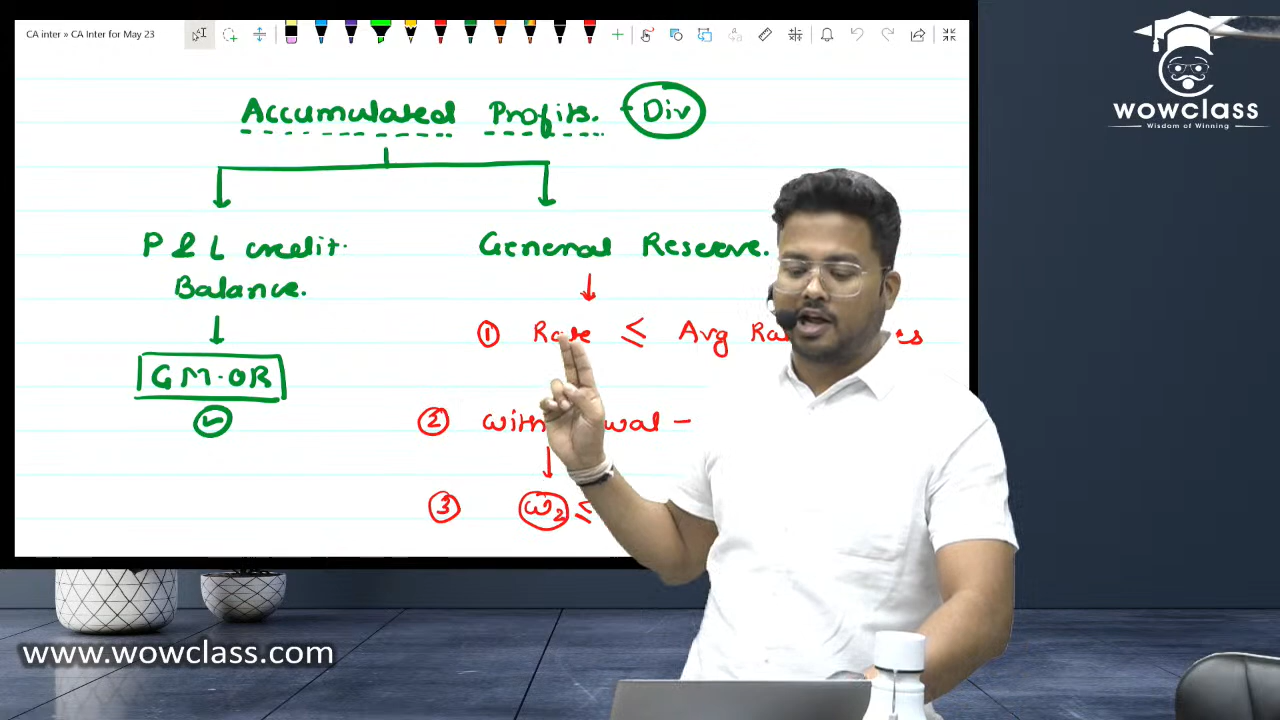 CA inter » CA Inter for May 23
wowclass
Wisdom of Winning
Accumulated Profits. - Div
P & L credit.
Balance.
General Reserve.
① Rate ≤ Avg
GM.OR
②
③ W2 ≤
www.wowclass.com